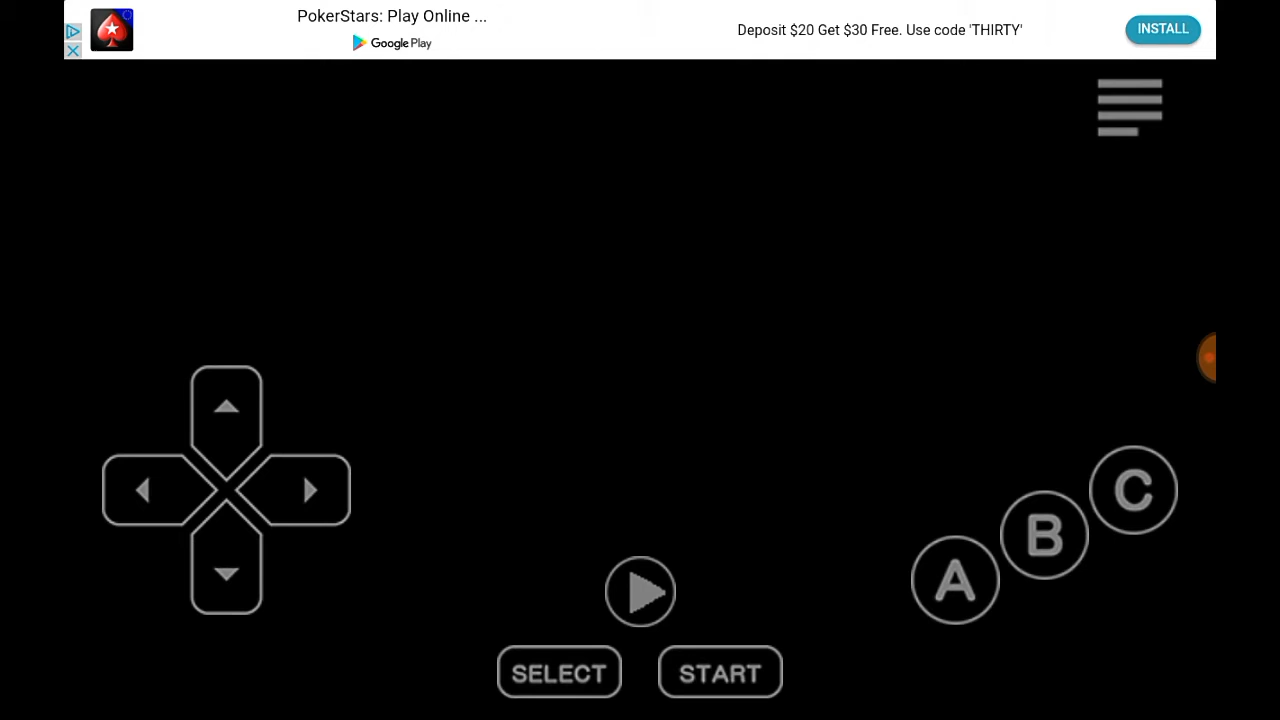 PokerStars: Play Online ...
Google Play
Deposit $20 Get $30 Free. Use code 'THIRTY'
INSTALL
C
B
A
SELECT
START